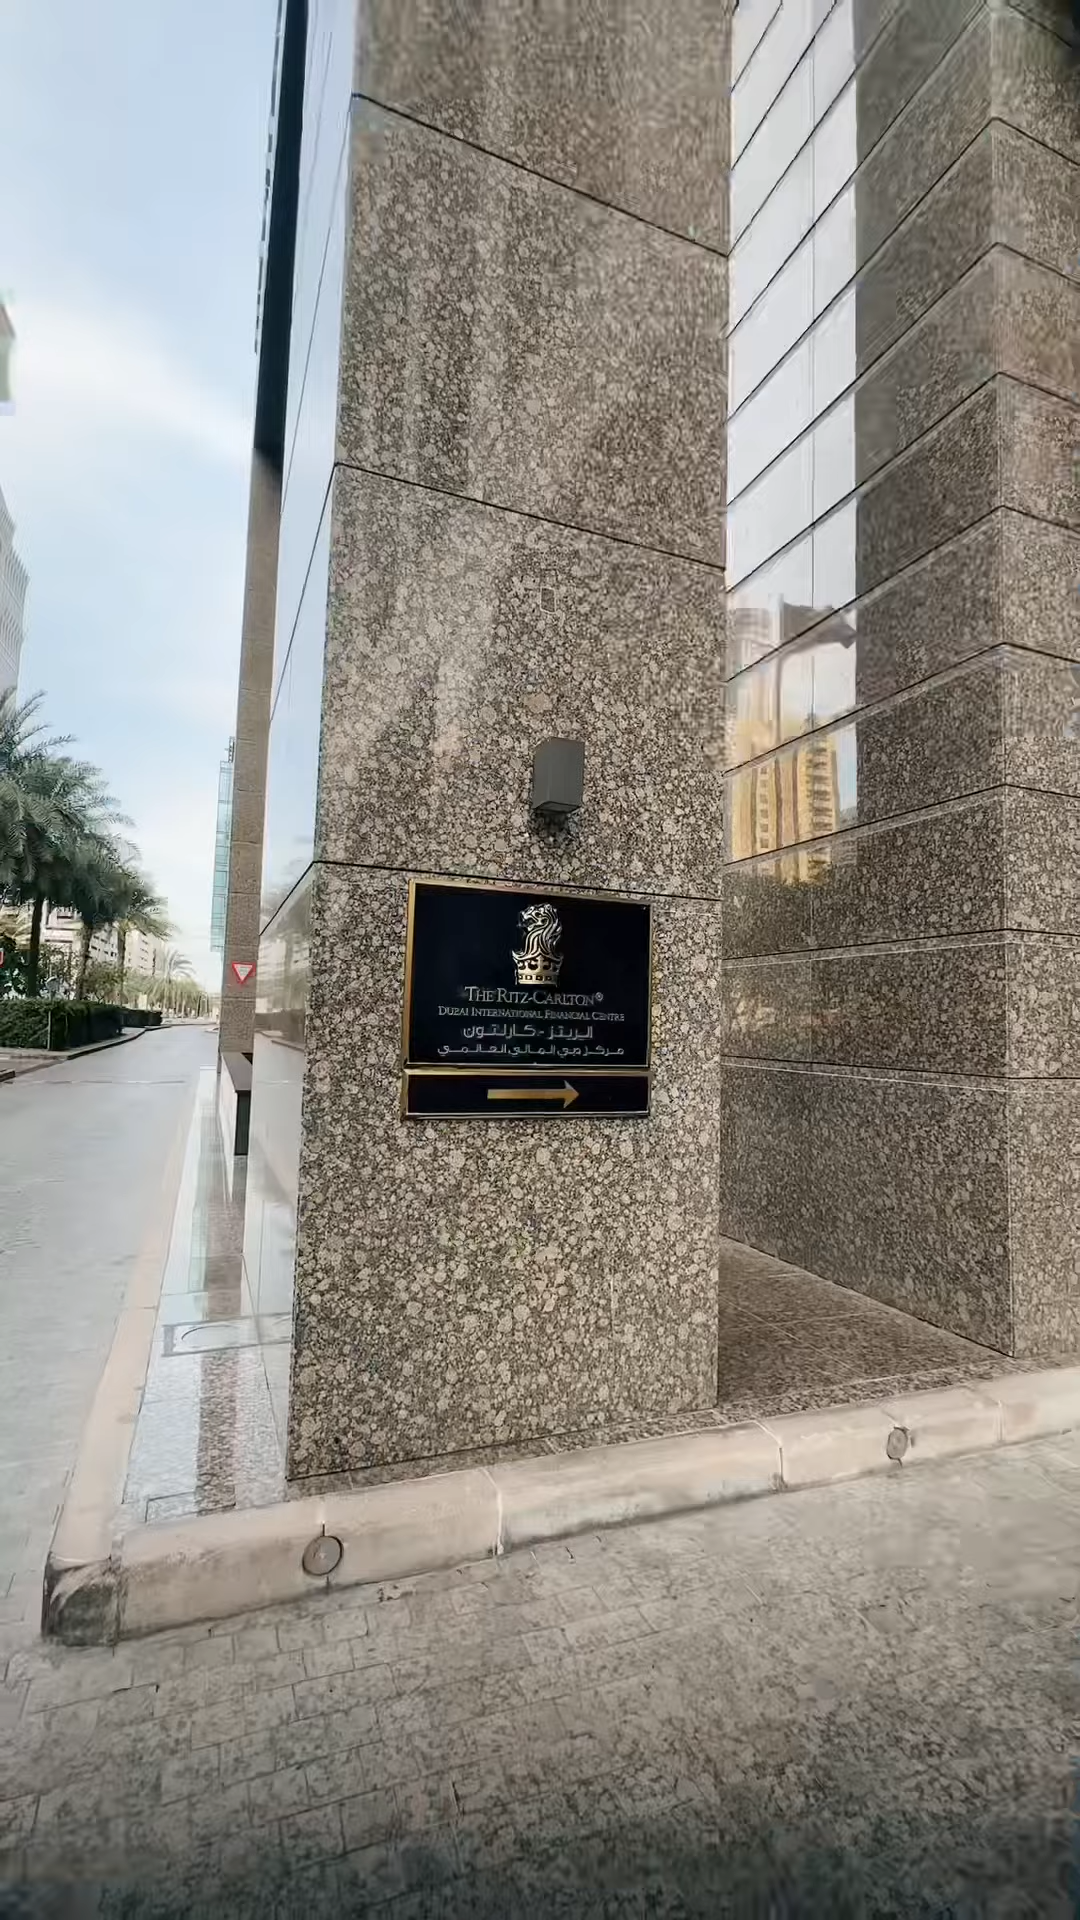 THE RITZ-CARLTON®
DUBAI INTERNATIONAL FINANCIAL CENTRE
الريتز - كارلتون
مركز دبي المالي العالمي